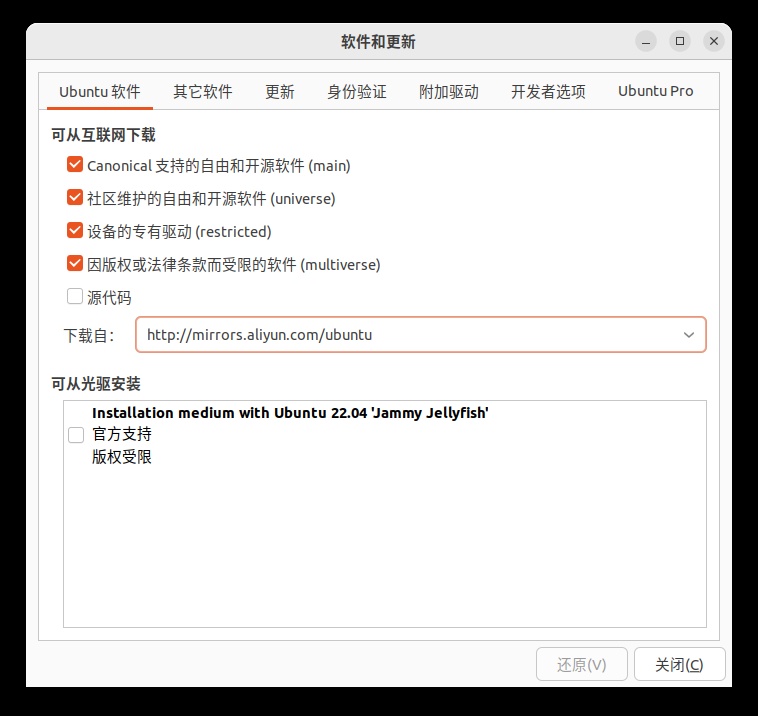 软件和更新
Ubuntu 软件 其它软件 更新 身份验证 附加驱动 开发者选项 Ubuntu Pro
可从互联网下载
Canonical 支持的自由和开源软件 (main)
社区维护的自由和开源软件 (universe)
设备的专有驱动 (restricted)
因版权或法律条款而受限的软件 (multiverse)
源代码
下载自： http://mirrors.aliyun.com/ubuntu
可从光驱安装
Installation medium with Ubuntu 22.04 'Jammy Jellyfish'
官方支持
版权受限
还原(V) 关闭(C)